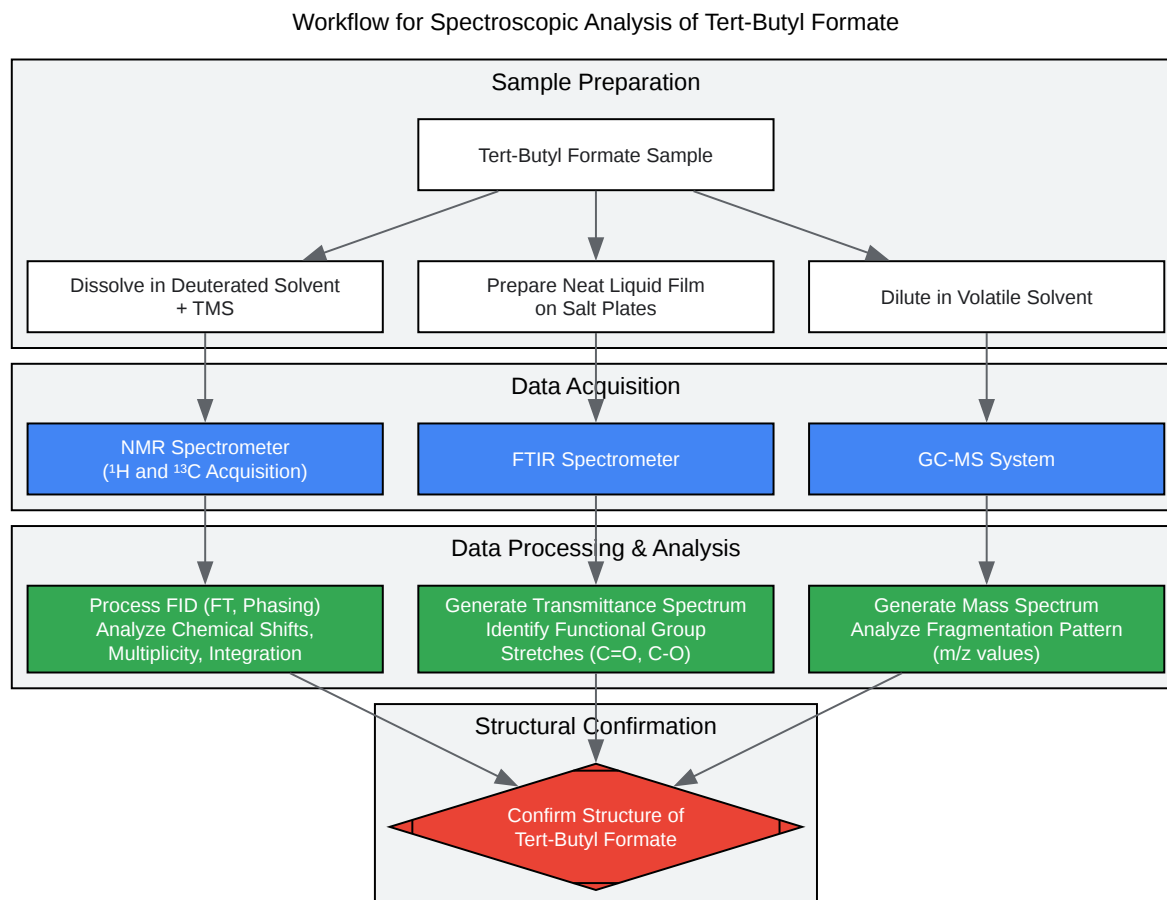 Workflow for Spectroscopic Analysis of Tert-Butyl Formate
Sample Preparation
Tert-Butyl Formate Sample
Dissolve in Deuterated Solvent
+ TMS
Prepare Neat Liquid Film
on Salt Plates
Dilute in Volatile Solvent
Data Acquisition
NMR Spectrometer
(¹H and ¹³C Acquisition)
FTIR Spectrometer
GC-MS System
Data Processing & Analysis
Process FID (FT, Phasing)
Analyze Chemical Shifts,
Multiplicity, Integration
Generate Transmittance Spectrum
Identify Functional Group
Stretches (C=O, C-O)
Generate Mass Spectrum
Analyze Fragmentation Pattern
(m/z values)
Structural Confirmation
Confirm Structure of
Tert-Butyl Formate